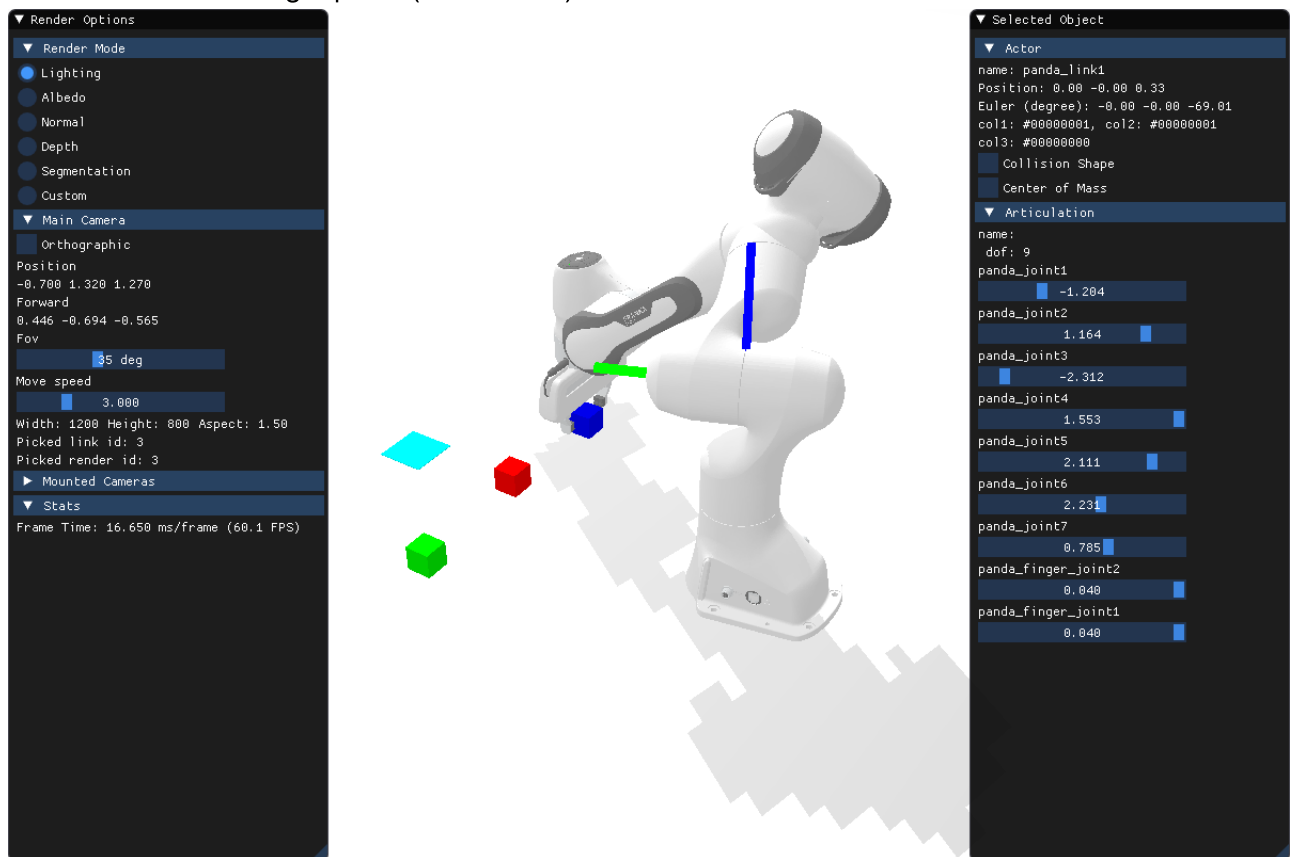 Render Options
Render Mode
Lighting
Albedo
Normal
Depth
Segmentation
Custom
Main Camera
Orthographic
Position
-0.700 1.320 1.270
Forward
0.446 -0.694 -0.565
Fov
35 deg
Move speed
3.000
Width: 1200 Height: 800 Aspect: 1.50
Picked link id: 3
Picked render id: 3
Mounted Cameras
Stats
Frame Time: 16.650 ms/frame (60.1 FPS)
Selected Object
Actor
name: panda_link1
Position: 0.00 -0.00 0.33
Euler (degree): -0.00 -0.00 -69.01
col1: #00000001, col2: #00000001
col3: #00000000
Collision Shape
Center of Mass
Articulation
name:
dof: 9
panda_joint1
-1.204
panda_joint2
1.164
panda_joint3
-2.312
panda_joint4
1.553
panda_joint5
2.111
panda_joint6
2.231
panda_joint7
0.785
panda_finger_joint2
0.040
panda_finger_joint1
0.040